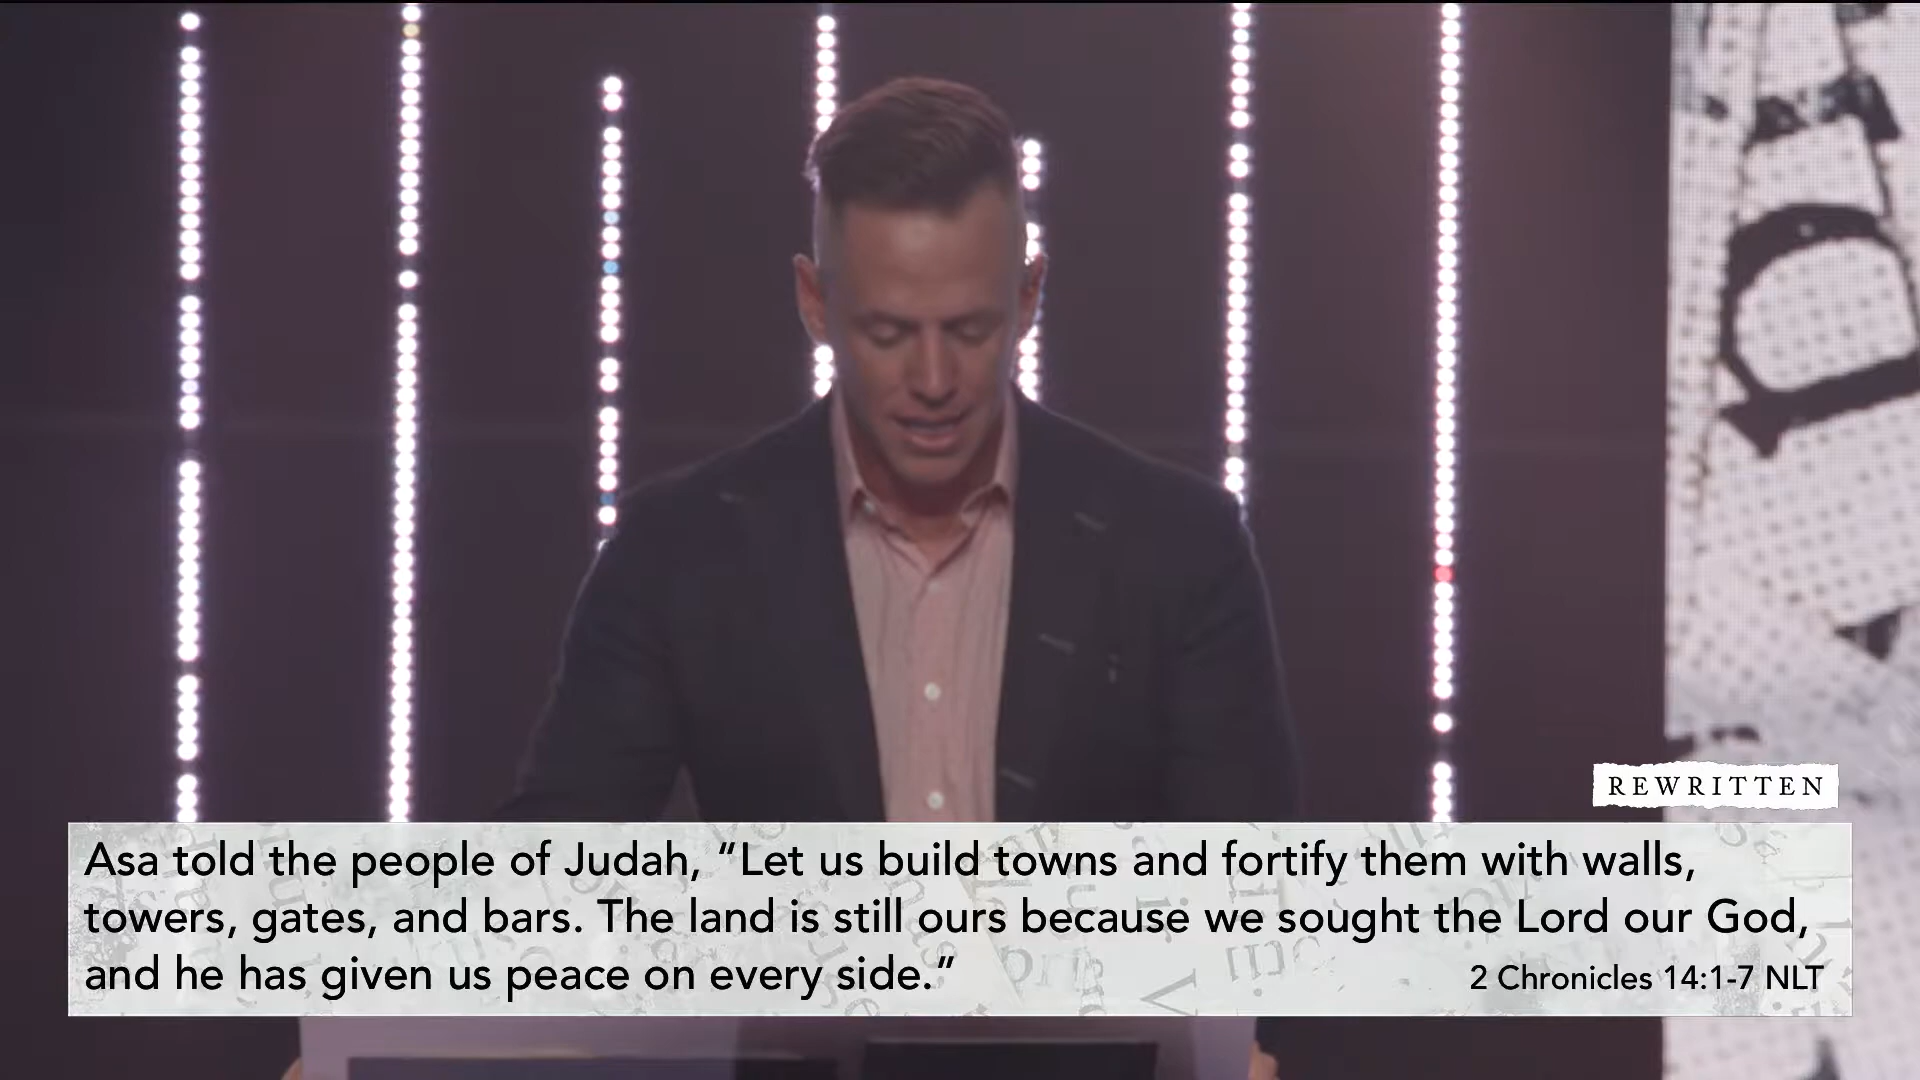 REWRITTEN
Asa told the people of Judah, “Let us build towns and fortify them with walls,
towers, gates, and bars. The land is still ours because we sought the Lord our God,
and he has given us peace on every side.”
2 Chronicles 14:1-7 NLT